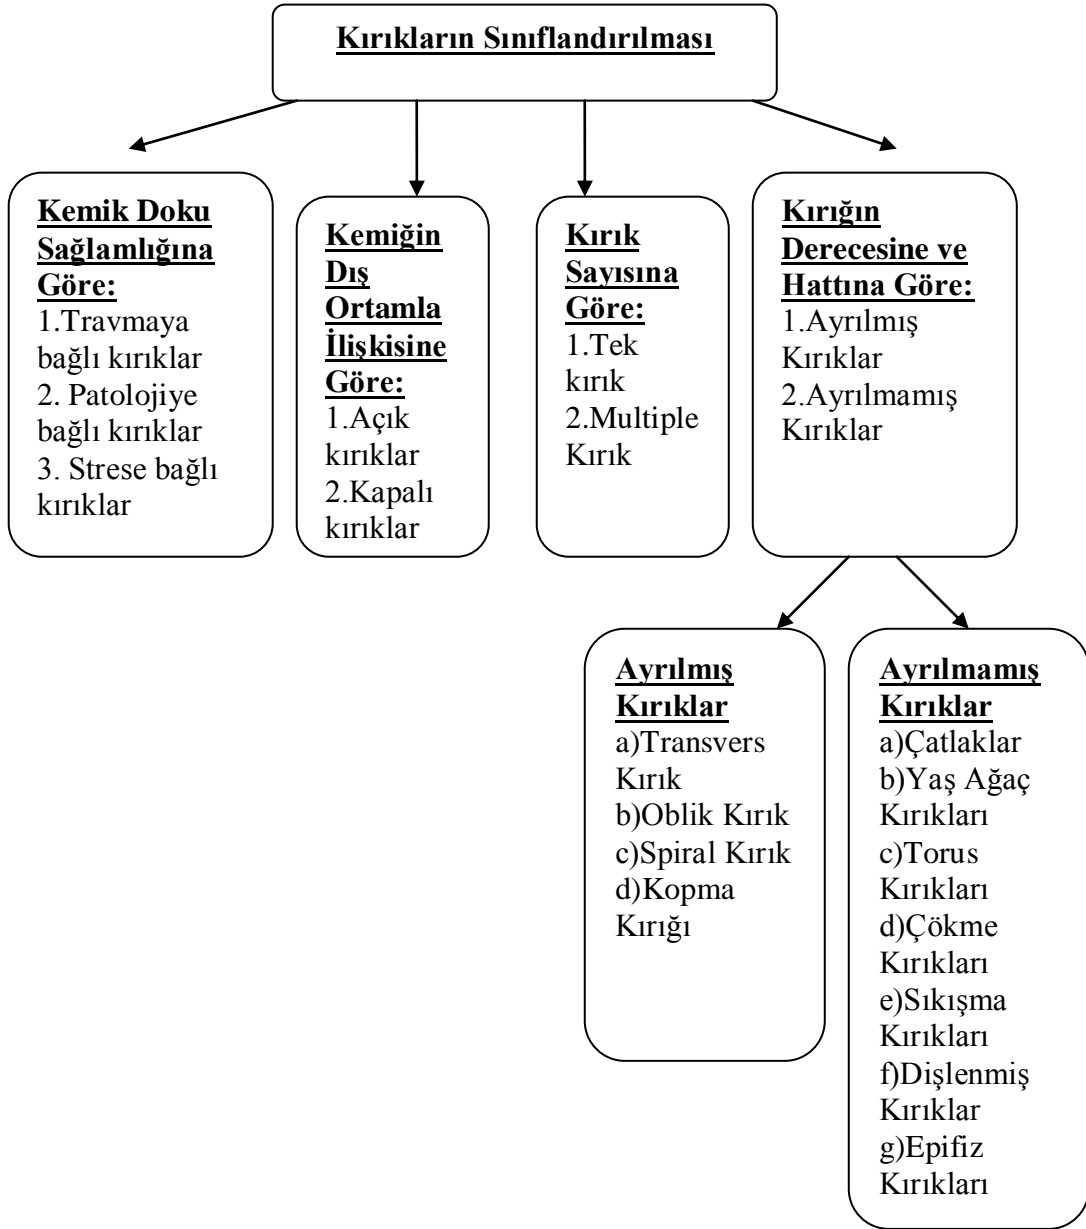 Kırıkların Sınıflandırılması
Kemik Doku
Sağlamlığına
Göre:
1.Travmaya
bağlı kırıklar
2. Patolojiye
bağlı kırıklar
3. Strese bağlı
kırıklar
Kemiğin
Dış
Ortamla
İlişkisine
Göre:
1.Açık
kırıklar
2.Kapalı
kırıklar
Kırık
Sayısına
Göre:
1.Tek
kırık
2.Multiple
Kırık
Kırığın
Derecesine ve
Hattına Göre:
1.Ayrılmış
Kırıklar
2.Ayrılmamış
Kırıklar
Ayrılmış
Kırıklar
a)Transvers
Kırık
b)Oblik Kırık
c)Spiral Kırık
d)Kopma
Kırığı
Ayrılmamış
Kırıklar
a)Çatlaklar
b)Yaş Ağaç
Kırıkları
c)Torus
Kırıkları
d)Çökme
Kırıkları
e)Sıkışma
Kırıkları
f)Dişlenmiş
Kırıklar
g)Epifiz
Kırıkları